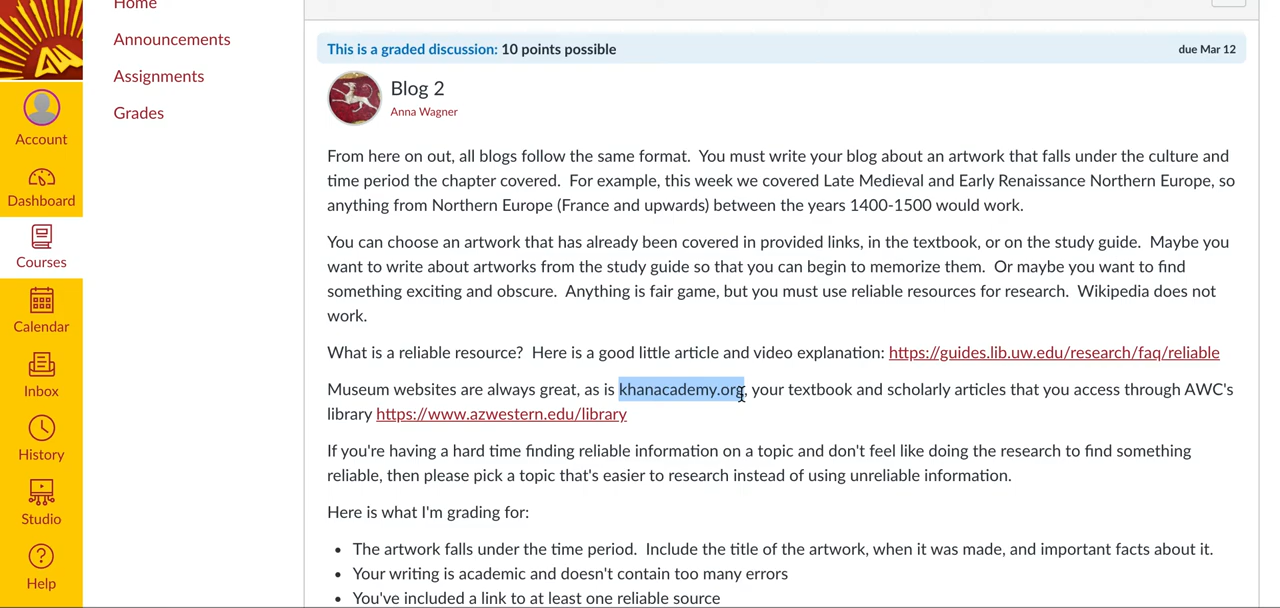 Home
Announcements
Assignments
Grades
Account
Dashboard
Courses
Calendar
Inbox
History
Studio
Help
This is a graded discussion: 10 points possible
due Mar 12
Blog 2
Anna Wagner
From here on out, all blogs follow the same format.  You must write your blog about an artwork that falls under the culture and
time period the chapter covered.  For example, this week we covered Late Medieval and Early Renaissance Northern Europe, so
anything from Northern Europe (France and upwards) between the years 1400-1500 would work.
You can choose an artwork that has already been covered in provided links, in the textbook, or on the study guide.  Maybe you
want to write about artworks from the study guide so that you can begin to memorize them.  Or maybe you want to find
something exciting and obscure.  Anything is fair game, but you must use reliable resources for research.  Wikipedia does not
work.
What is a reliable resource?  Here is a good little article and video explanation: https://guides.lib.uw.edu/research/faq/reliable
Museum websites are always great, as is khanacademy.org, your textbook and scholarly articles that you access through AWC's
library https://www.azwestern.edu/library
If you're having a hard time finding reliable information on a topic and don't feel like doing the research to find something
reliable, then please pick a topic that's easier to research instead of using unreliable information.
Here is what I'm grading for:
• The artwork falls under the time period.  Include the title of the artwork, when it was made, and important facts about it.
• Your writing is academic and doesn't contain too many errors
• You've included a link to at least one reliable source